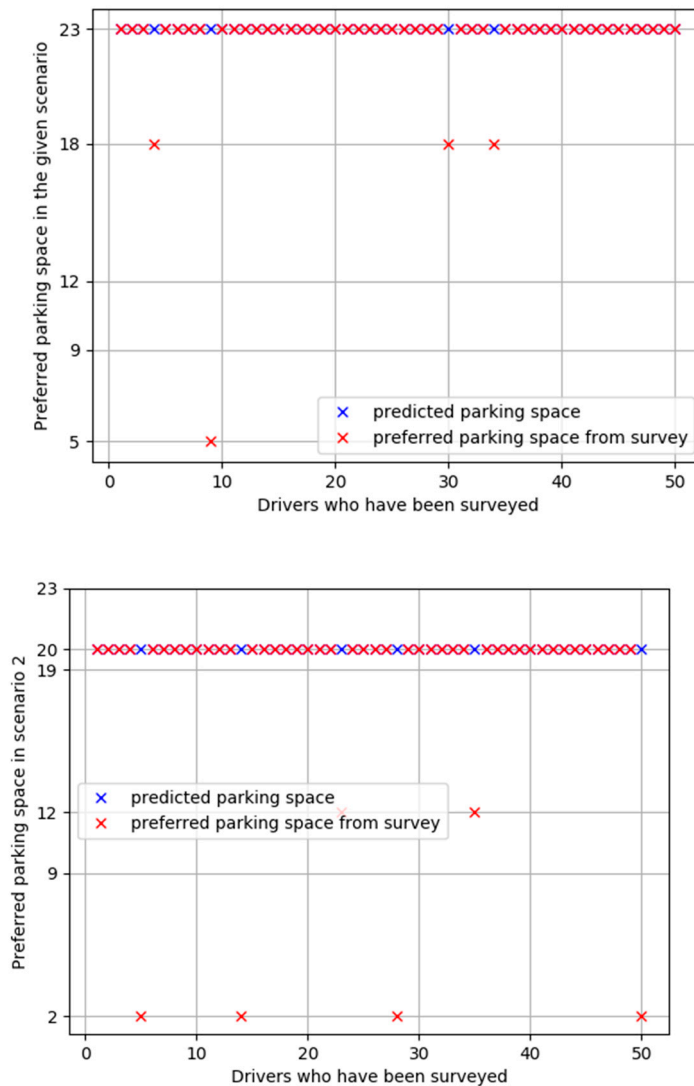 Preferred parking space in the given scenario
23
18
12
9
5
predicted parking space
preferred parking space from survey
0 10 20 30 40 50
Drivers who have been surveyed
Preferred parking space in scenario 2
23
20
19
12
9
2
predicted parking space
preferred parking space from survey
0 10 20 30 40 50
Drivers who have been surveyed